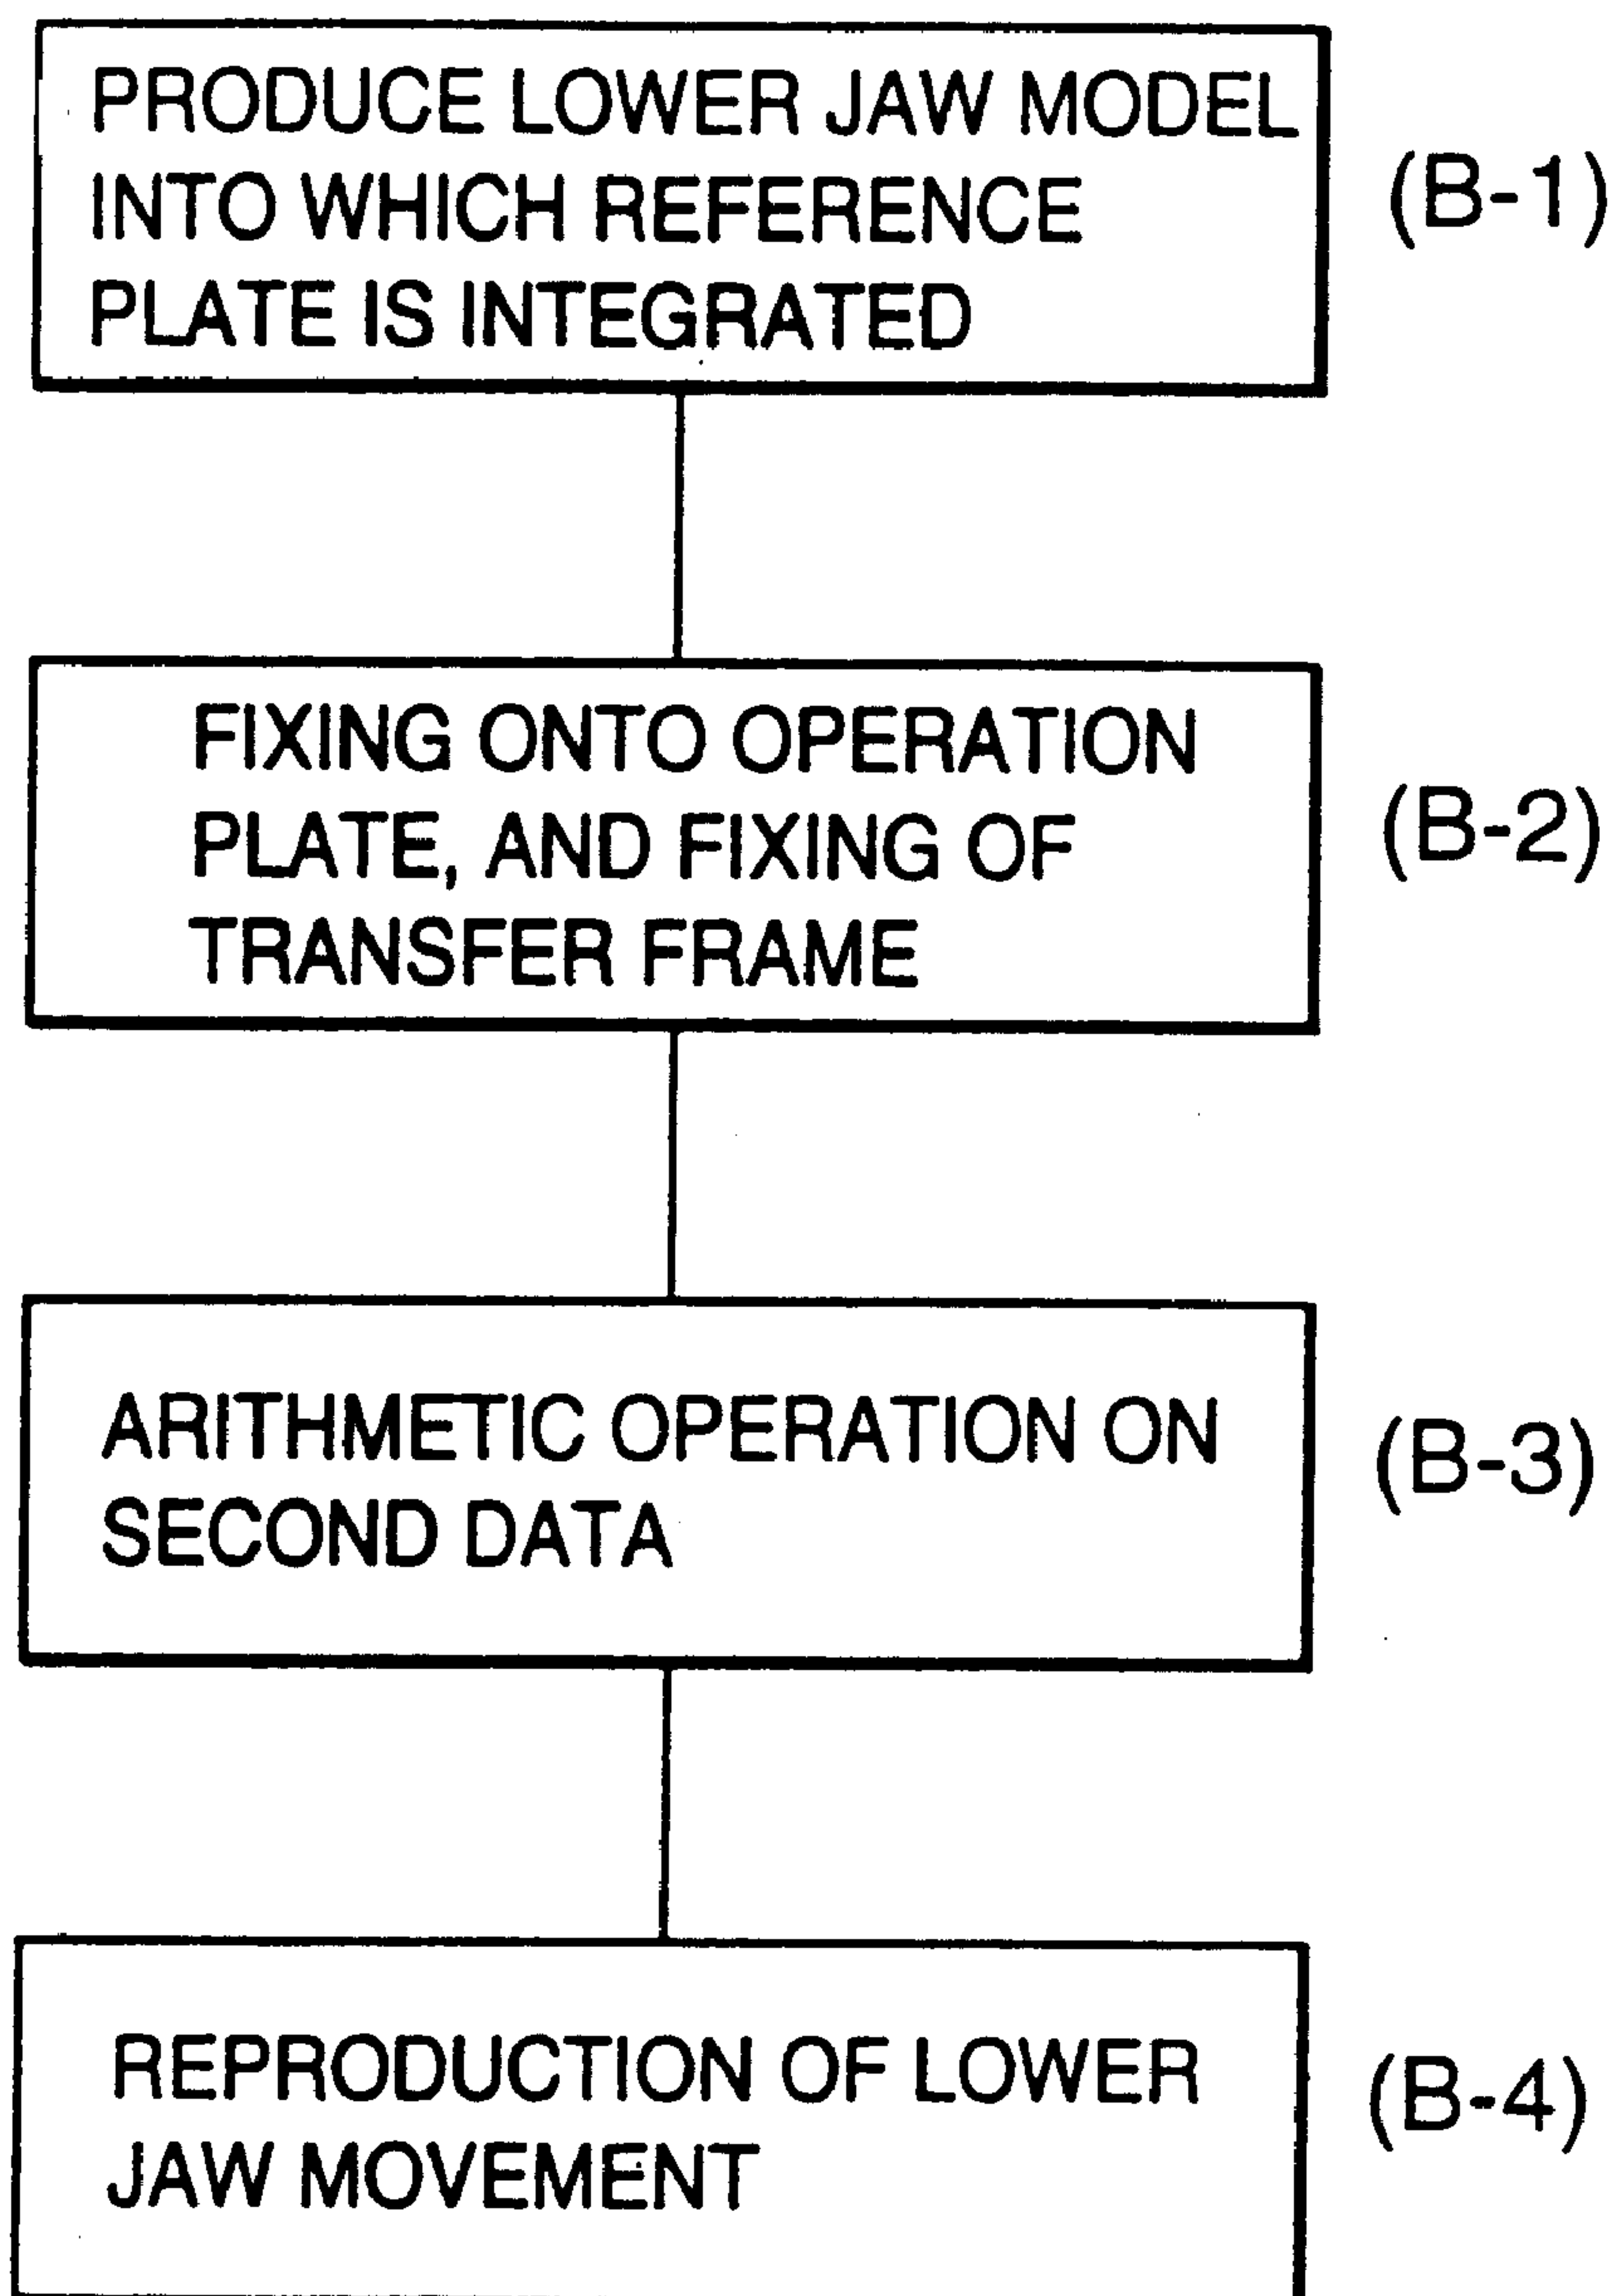 PRODUCE LOWER JAW MODEL
INTO WHICH REFERENCE
PLATE IS INTEGRATED
(B-1)
FIXING ONTO OPERATION
PLATE, AND FIXING OF
TRANSFER FRAME
(B-2)
ARITHMETIC OPERATION ON
SECOND DATA
(B-3)
REPRODUCTION OF LOWER
JAW MOVEMENT
(B-4)